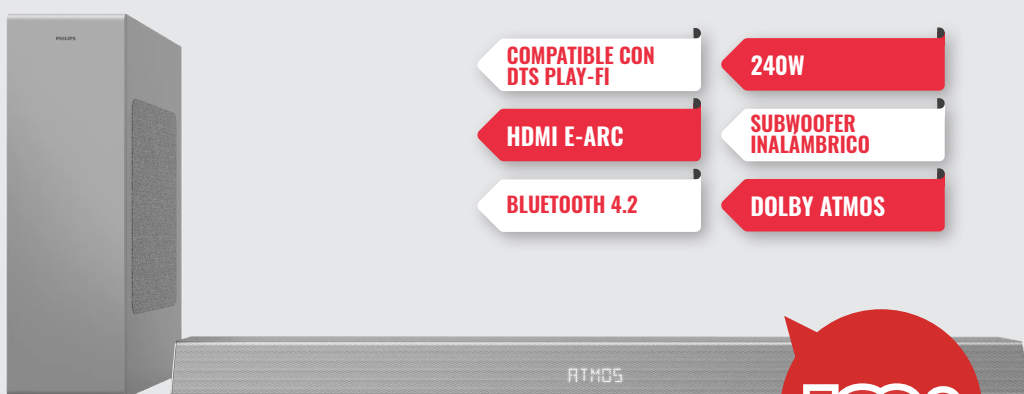 PHILIPS
COMPATIBLE CON
DTS PLAY-FI
240W
HDMI E-ARC
SUBWOOFER
INALÁMBRICO
BLUETOOTH 4.2
DOLBY ATMOS
ATMOS